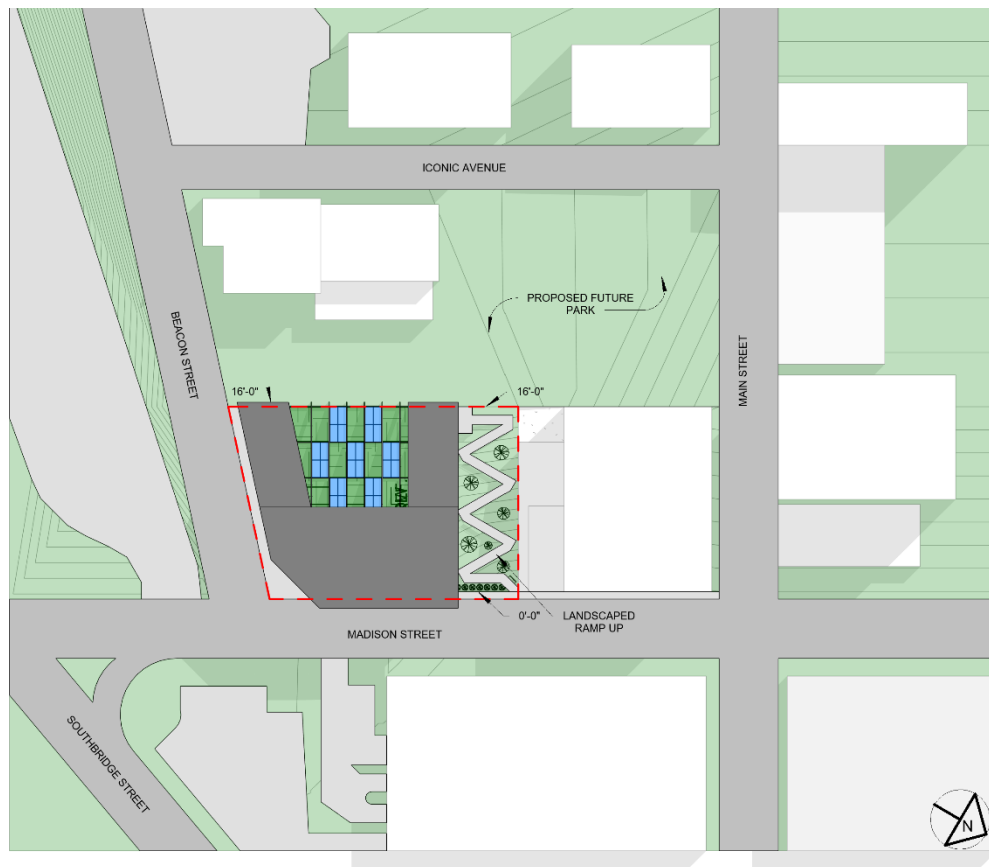 ICONIC AVENUE
PROPOSED FUTURE
PARK
BEACON STREET
MAIN STREET
16'-0"
16'-0"
0'-0"
LANDSCAPED
RAMP UP
MADISON STREET
SOUTHBRIDGE STREET
N